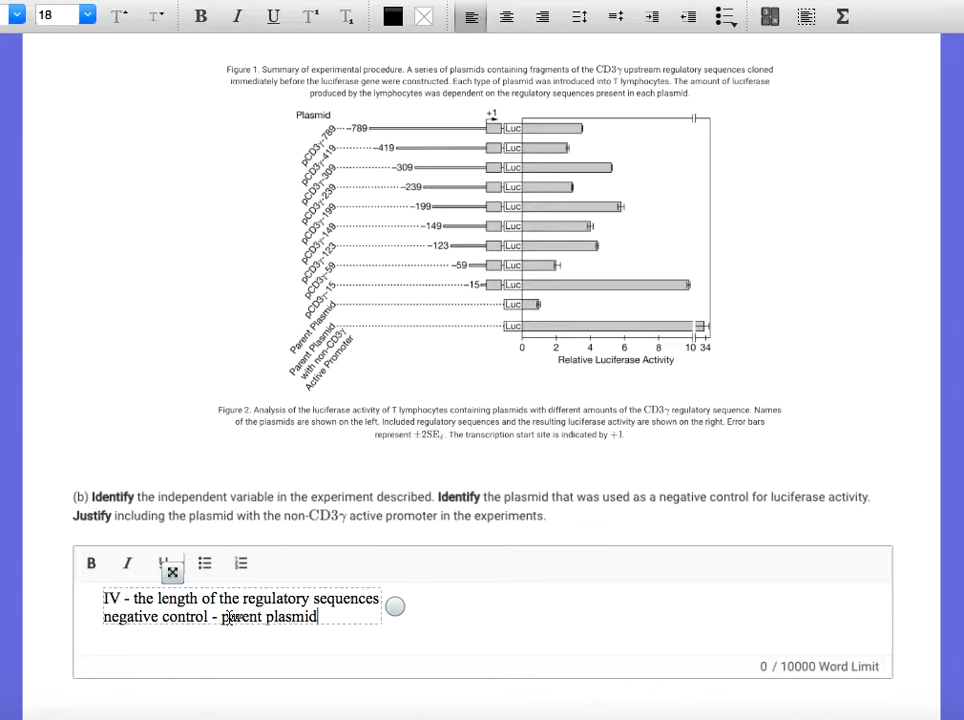 18 T T B I U T¹ T₁ Σ
Figure 1. Summary of experimental procedure. A series of plasmids containing fragments of the CD3γ upstream regulatory sequences cloned
immediately before the luciferase gene were constructed. Each type of plasmid was introduced into T lymphocytes. The amount of luciferase
produced by the lymphocytes was dependent on the regulatory sequences present in each plasmid.
Plasmid +1
pCD3γ-789 -789 Luc
pCD3γ-419 -419 Luc
pCD3γ-309 -309 Luc
pCD3γ-239 -239 Luc
pCD3γ-199 -199 Luc
pCD3γ-149 -149 Luc
pCD3γ-123 -123 Luc
pCD3γ-59 -59 Luc
pCD3γ-15 -15 Luc
Parent Plasmid Luc
Parent Plasmid Luc
with non-CD3γ
Active Promoter
0 2 4 6 8 10 34
Relative Luciferase Activity
Figure 2. Analysis of the luciferase activity of T lymphocytes containing plasmids with different amounts of the CD3γ regulatory sequence. Names
of the plasmids are shown on the left. Included regulatory sequences and the resulting luciferase activity are shown on the right. Error bars
represent ±2SEx̄. The transcription start site is indicated by +1.
(b) Identify the independent variable in the experiment described. Identify the plasmid that was used as a negative control for luciferase activity.
Justify including the plasmid with the non-CD3γ active promoter in the experiments.
B I U
IV - the length of the regulatory sequences
negative control - parent plasmid
0 / 10000 Word Limit